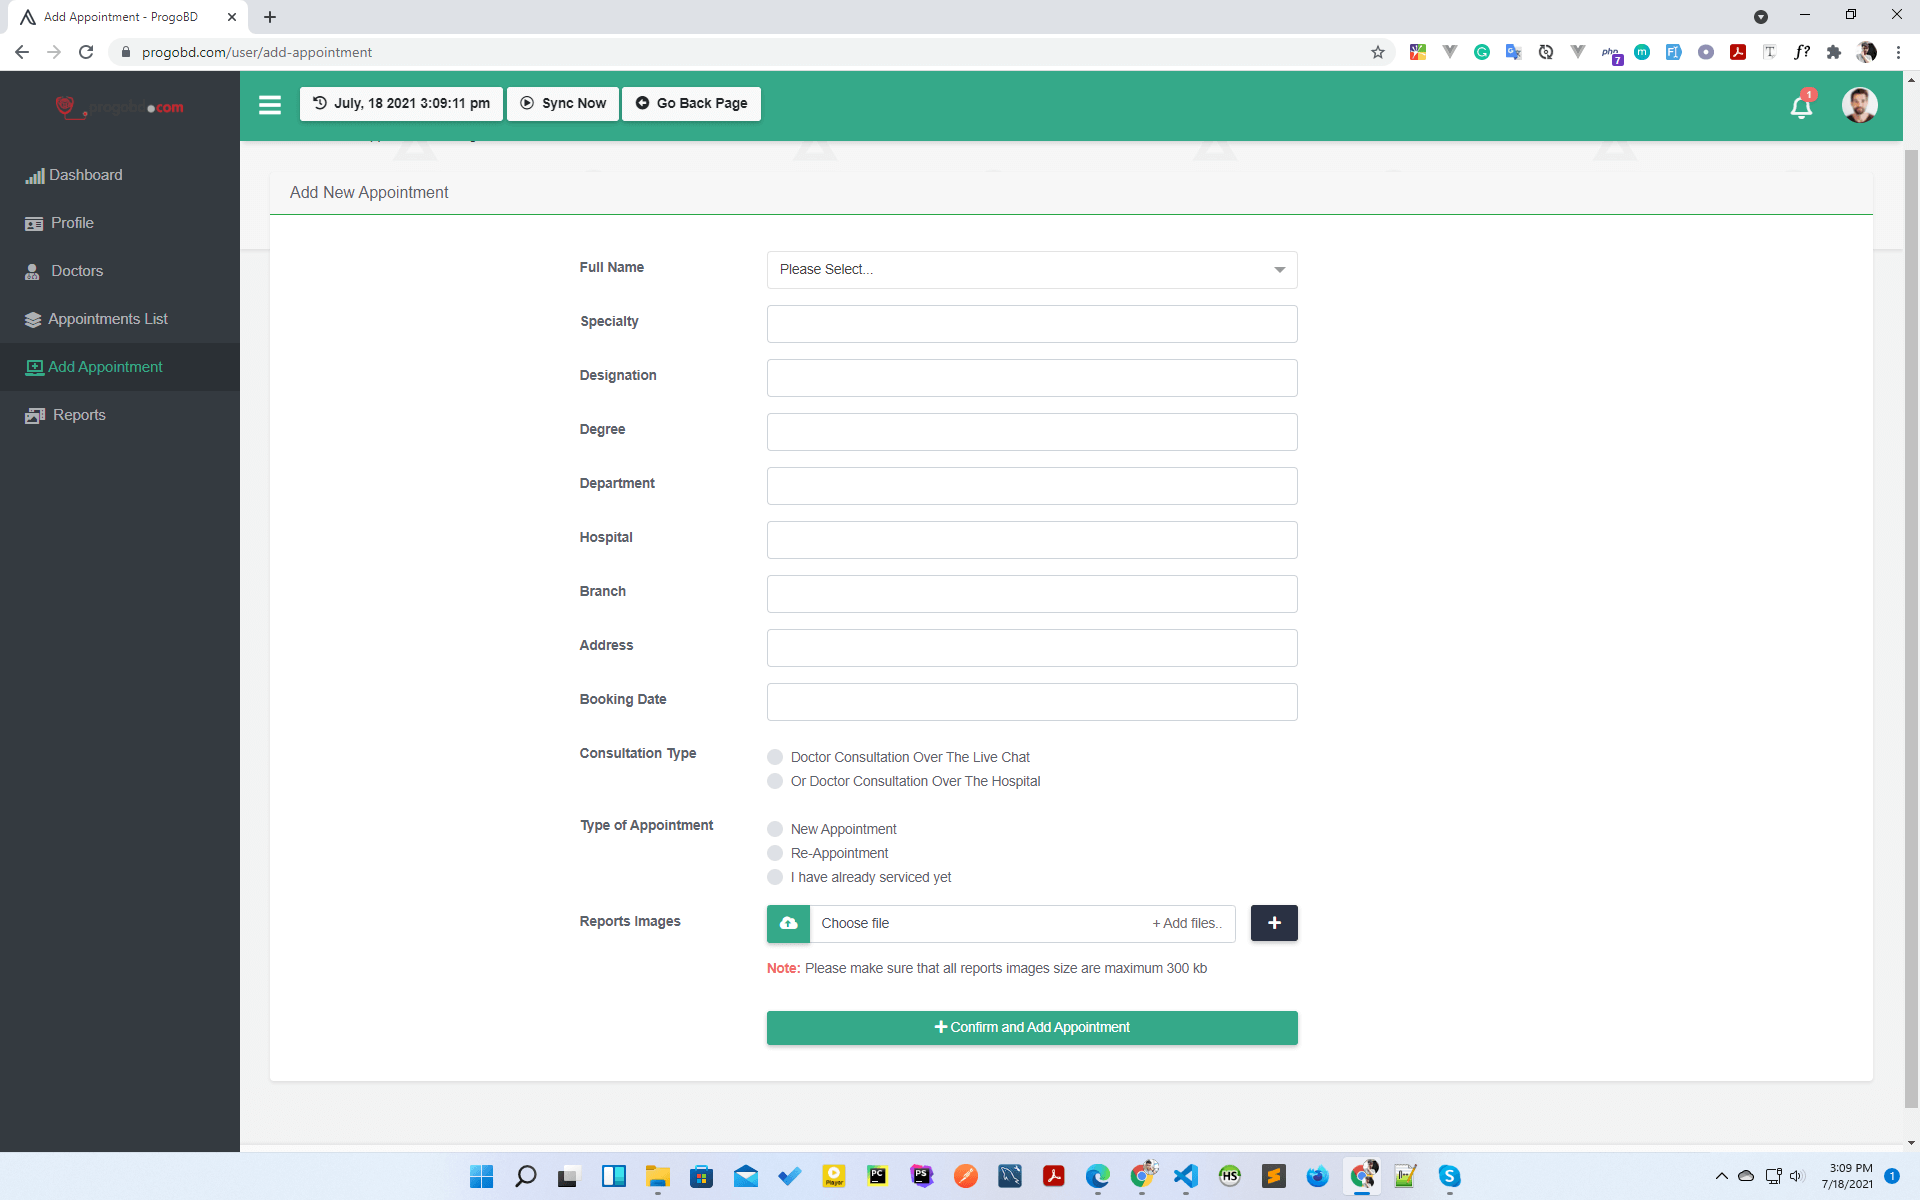 Add Appointment - ProgoBD
progobd.com/user/add-appointment
progobd.com
July, 18 2021 3:09:11 pm
Sync Now
Go Back Page
1
Dashboard
Profile
Doctors
Appointments List
Add Appointment
Reports
Add New Appointment
Full Name
Please Select...
Specialty
Designation
Degree
Department
Hospital
Branch
Address
Booking Date
Consultation Type
Doctor Consultation Over The Live Chat
Or Doctor Consultation Over The Hospital
Type of Appointment
New Appointment
Re-Appointment
I have already serviced yet
Reports Images
Choose file
+ Add files..
Note: Please make sure that all reports images size are maximum 300 kb
Confirm and Add Appointment
3:09 PM
7/18/2021
1